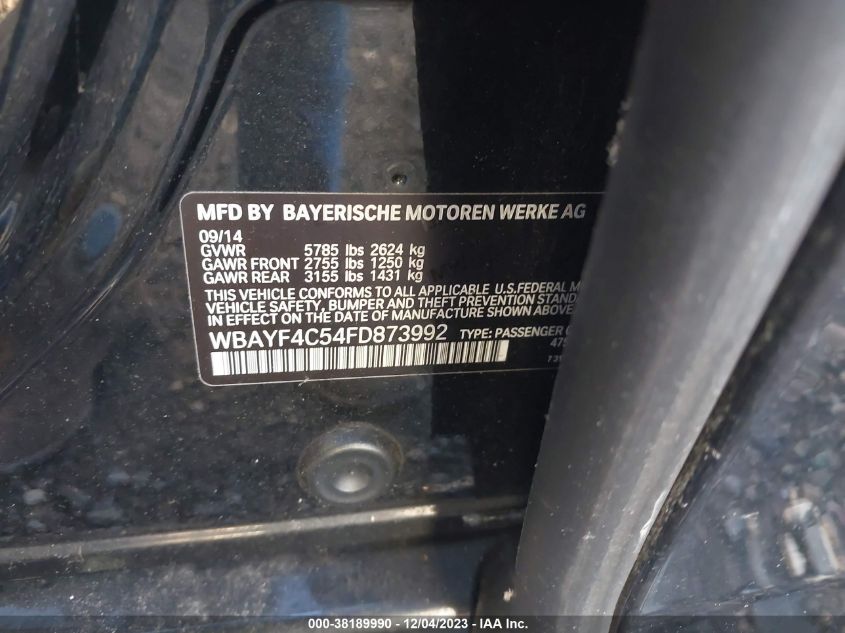 MFD BY BAYERISCHE MOTOREN WERKE AG
09/14
GVWR 5785 lbs 2624 kg
GAWR FRONT 2755 lbs 1250 kg
GAWR REAR 3155 lbs 1431 kg
THIS VEHICLE CONFORMS TO ALL APPLICABLE U.S.FEDERAL M
VEHICLE SAFETY, BUMPER AND THEFT PREVENTION STAND
IN EFFECT ON THE DATE OF MANUFACTURE SHOWN ABOVE.
WBAYF4C54FD873992 TYPE: PASSENGER
475
731
000-38189990 - 12/04/2023 - IAA Inc.